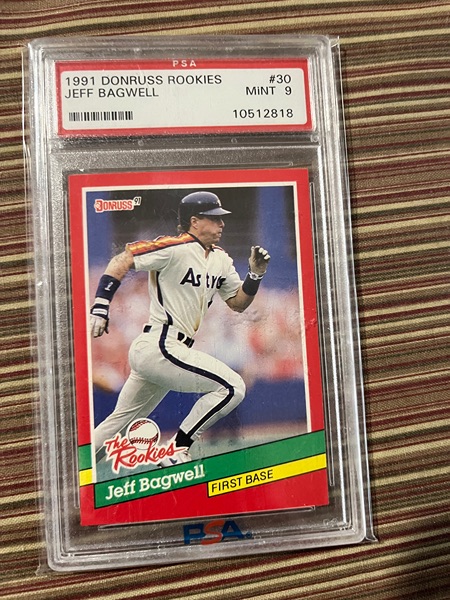 PSA
1991 DONRUSS ROOKIES #30
JEFF BAGWELL MINT 9
10512818
DONRUSS 91
Astros
The Rookies
Jeff Bagwell
FIRST BASE
PSA